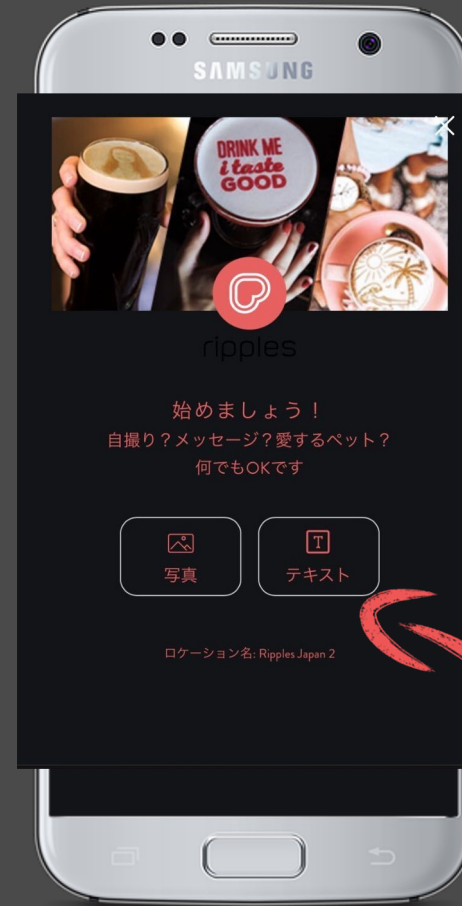 SAMSUNG
DRINK ME
i taste
GOOD
ripples
始めましょう！
自撮り？メッセージ？愛するペット？
何でもOKです
写真
T
テキスト
ロケーション名: Ripples Japan 2